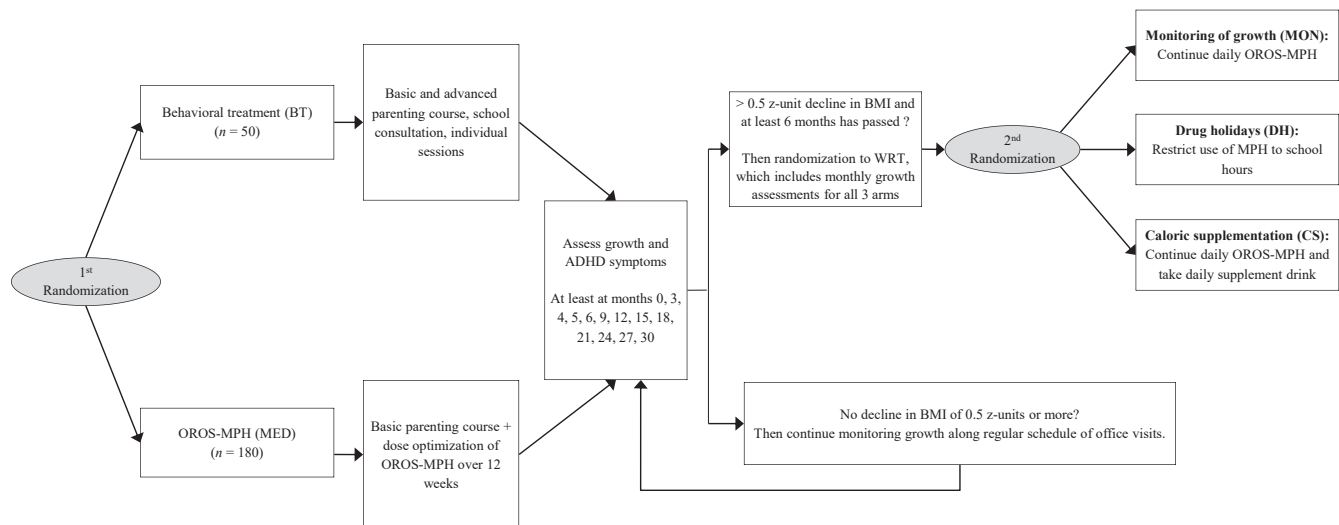 1st
Randomization
Behavioral treatment (BT)
(n = 50)
Basic and advanced
parenting course, school
consultation, individual
sessions
OROS-MPH (MED)
(n = 180)
Basic parenting course +
dose optimization of
OROS-MPH over 12
weeks
Assess growth and
ADHD symptoms
At least at months 0, 3,
4, 5, 6, 9, 12, 15, 18,
21, 24, 27, 30
> 0.5 z-unit decline in BMI and
at least 6 months has passed ?
Then randomization to WRT,
which includes monthly growth
assessments for all 3 arms
No decline in BMI of 0.5 z-units or more?
Then continue monitoring growth along regular schedule of office visits.
2nd
Randomization
Monitoring of growth (MON):
Continue daily OROS-MPH
Drug holidays (DH):
Restrict use of MPH to school
hours
Caloric supplementation (CS):
Continue daily OROS-MPH and
take daily supplement drink